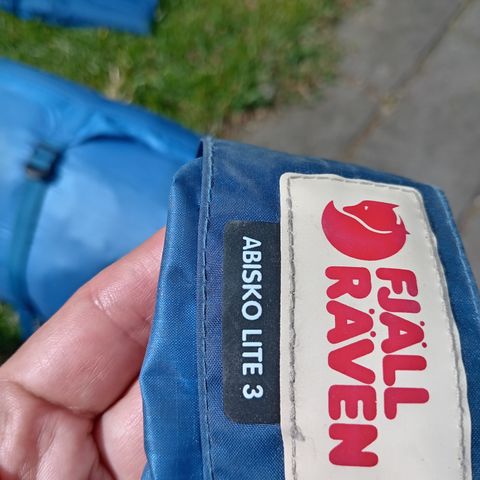 FJÄLL
RÄVEN
ABISKO LITE 3